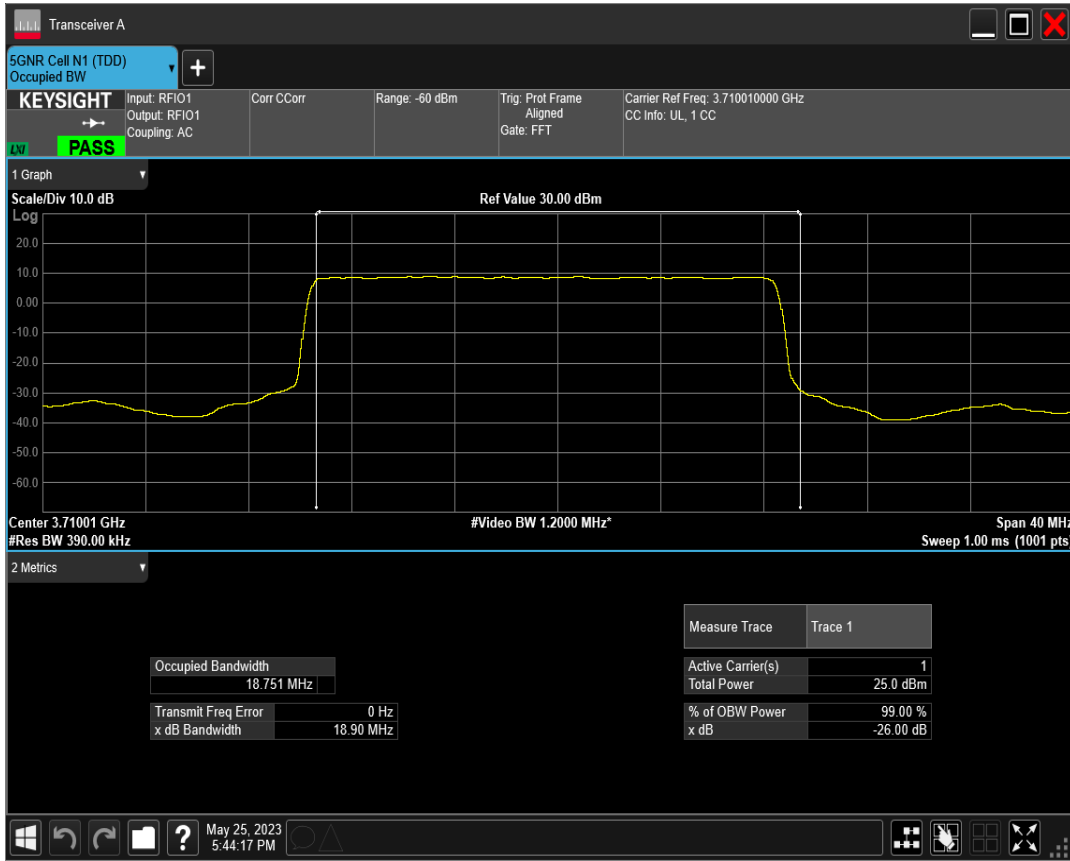 Transceiver A
5GNR Cell N1 (TDD)
Occupied BW
+
KEYSIGHT
LXI
PASS
Input: RFIO1
Output: RFIO1
Coupling: AC
Corr CCorr
Range: -60 dBm
Trig: Prot Frame
Aligned
Gate: FFT
Carrier Ref Freq: 3.710010000 GHz
CC Info: UL, 1 CC
1 Graph
Scale/Div 10.0 dB
Ref Value 30.00 dBm
Log
20.0
10.0
0.00
-10.0
-20.0
-30.0
-40.0
-50.0
-60.0
Center 3.71001 GHz
#Video BW 1.2000 MHz*
Span 40 MHz
#Res BW 390.00 kHz
Sweep 1.00 ms (1001 pts)
2 Metrics
Measure Trace Trace 1
Occupied Bandwidth
18.751 MHz
Active Carrier(s) 1
Total Power 25.0 dBm
Transmit Freq Error 0 Hz
x dB Bandwidth 18.90 MHz
% of OBW Power 99.00 %
x dB -26.00 dB
?
May 25, 2023
5:44:17 PM